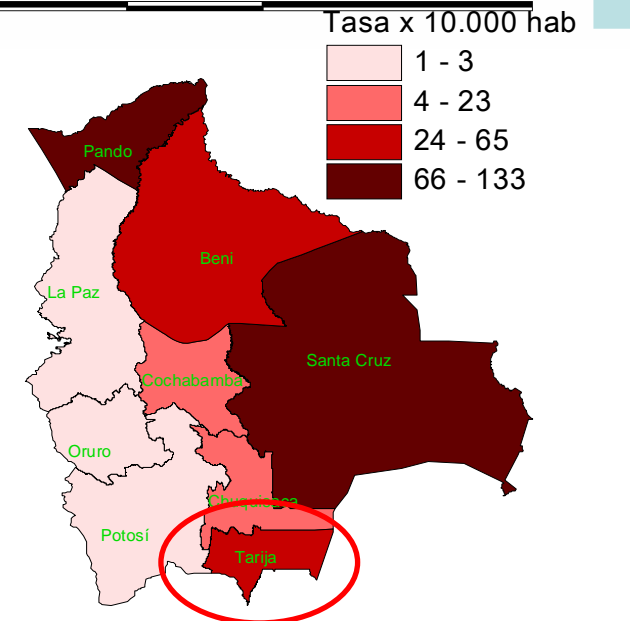 Tasa x 10.000 hab
1 - 3
4 - 23
24 - 65
66 - 133
Pando
Beni
La Paz
Santa Cruz
Cochabamba
Oruro
Chuquisaca
Potosí
Tarija